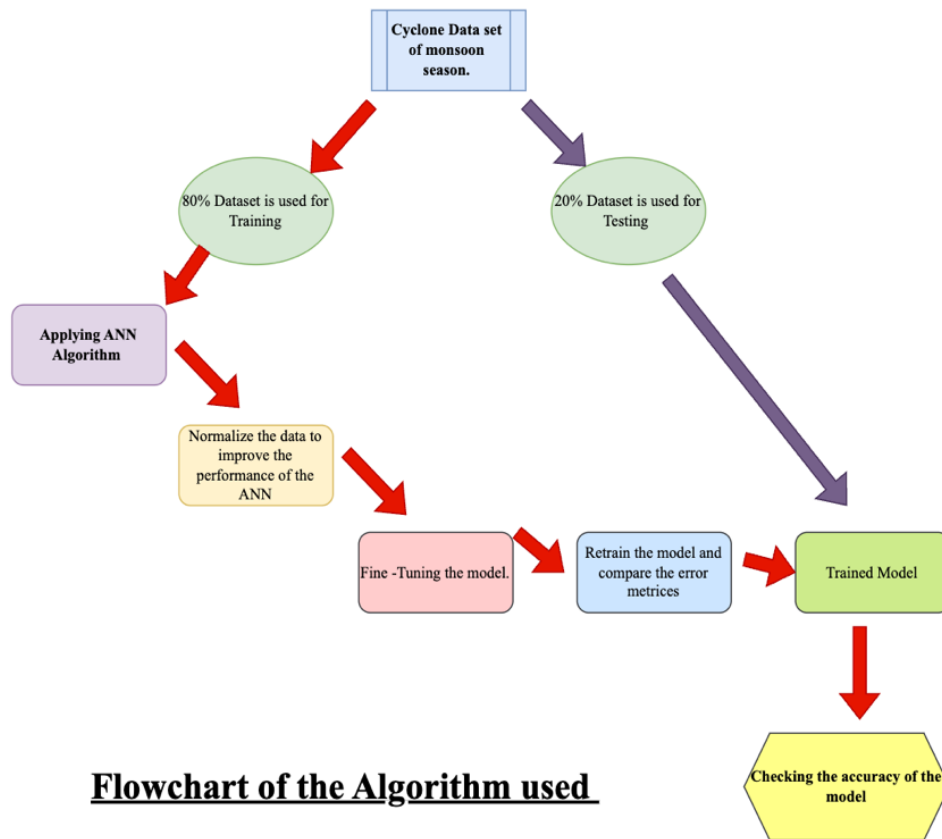 Cyclone Data set
of monsoon
season.
80% Dataset is used for
Training
20% Dataset is used for
Testing
Applying ANN
Algorithm
Normalize the data to
improve the
performance of the
ANN
Fine -Tuning the model.
Retrain the model and
compare the error
metrices
Trained Model
Checking the accuracy of the
model
Flowchart of the Algorithm used